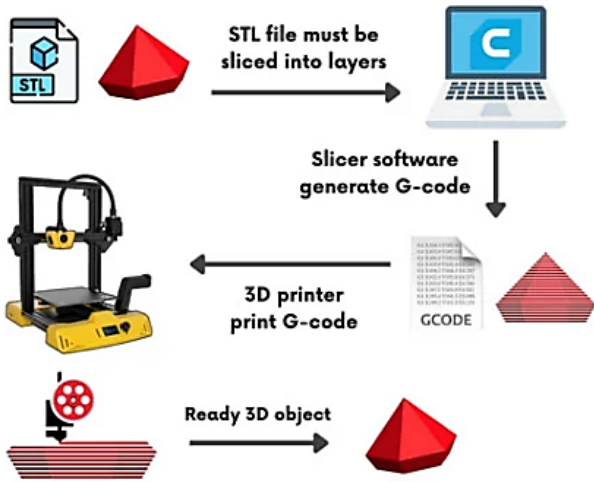 STL file must be
sliced into layers
STL
C
Slicer software
generate G-code
3D printer
print G-code
GCODE
Ready 3D object